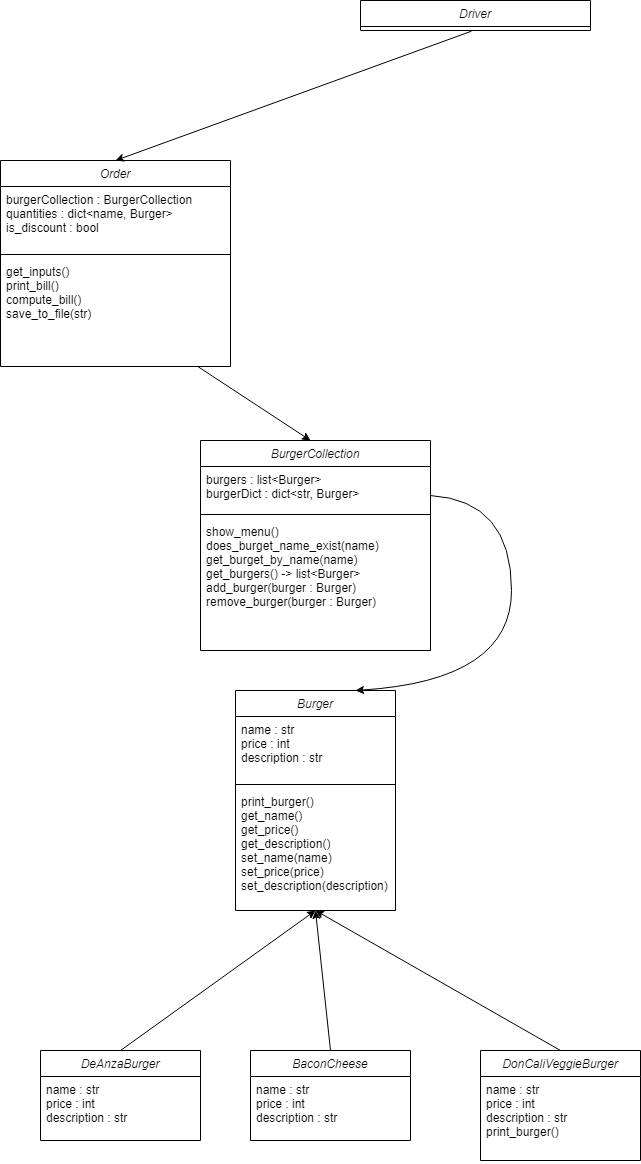 Driver
Order
burgerCollection : BurgerCollection
quantities : dict<name, Burger>
is_discount : bool
get_inputs()
print_bill()
compute_bill()
save_to_file(str)
BurgerCollection
burgers : list<Burger>
burgerDict : dict<str, Burger>
show_menu()
does_burget_name_exist(name)
get_burget_by_name(name)
get_burgers() -> list<Burger>
add_burger(burger : Burger)
remove_burger(burger : Burger)
Burger
name : str
price : int
description : str
print_burger()
get_name()
get_price()
get_description()
set_name(name)
set_price(price)
set_description(description)
DeAnzaBurger
name : str
price : int
description : str
BaconCheese
name : str
price : int
description : str
DonCaliVeggieBurger
name : str
price : int
description : str
print_burger()